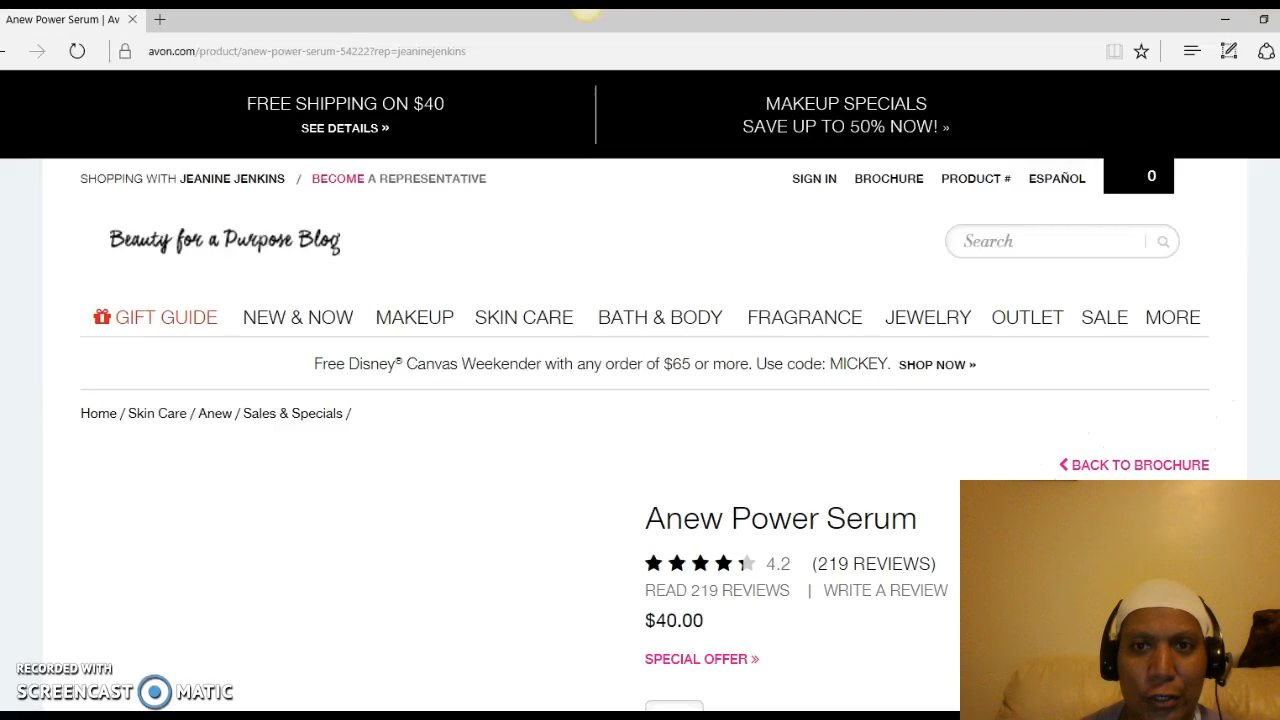 Anew Power Serum | Av
avon.com/product/anew-power-serum-54222?rep=jeaninejenkins
FREE SHIPPING ON $40
SEE DETAILS »
MAKEUP SPECIALS
SAVE UP TO 50% NOW! »
SHOPPING WITH JEANINE JENKINS / BECOME A REPRESENTATIVE
SIGN IN BROCHURE PRODUCT # ESPAÑOL 0
Beauty for a Purpose Blog
Search
GIFT GUIDE NEW & NOW MAKEUP SKIN CARE BATH & BODY FRAGRANCE JEWELRY OUTLET SALE MORE
Free Disney® Canvas Weekender with any order of $65 or more. Use code: MICKEY. SHOP NOW »
Home / Skin Care / Anew / Sales & Specials /
BACK TO BROCHURE
Anew Power Serum
4.2 (219 REVIEWS)
READ 219 REVIEWS | WRITE A REVIEW
$40.00
SPECIAL OFFER »
RECORDED WITH
SCREENCAST MATIC